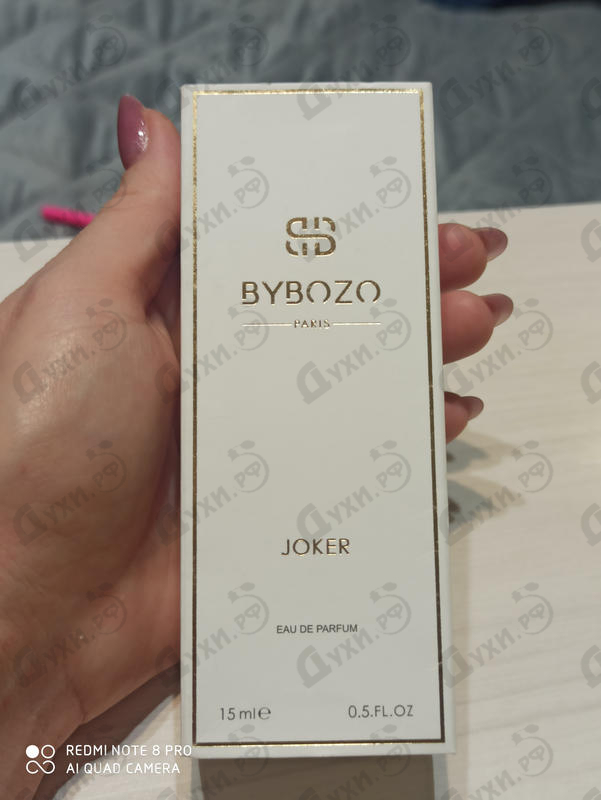 BYBOZO
PARIS
JOKER
EAU DE PARFUM
15 ml℮ 0.5.FL.OZ
REDMI NOTE 8 PRO
AI QUAD CAMERA
Духи.рф